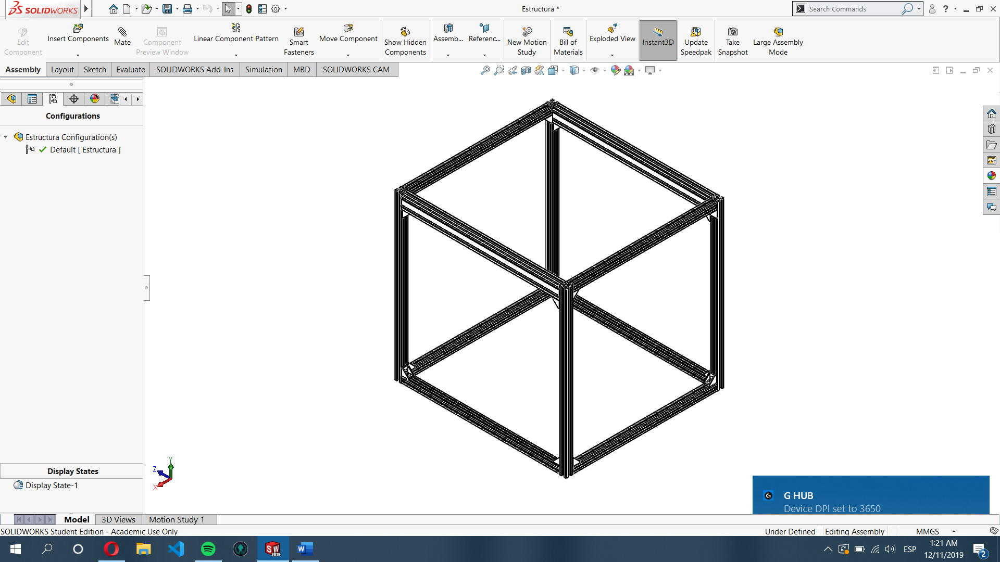 SOLIDWORKS
Estructura *
Search Commands
?
Edit Component
Insert Components
Mate
Component Preview Window
Linear Component Pattern
Smart Fasteners
Move Component
Show Hidden Components
Assemb...
Referenc...
New Motion Study
Bill of Materials
Exploded View
Instant3D
Update Speedpak
Take Snapshot
Large Assembly Mode
Assembly
Layout
Sketch
Evaluate
SOLIDWORKS Add-Ins
Simulation
MBD
SOLIDWORKS CAM
Configurations
Estructura Configuration(s)
Default [ Estructura ]
Display States
Display State-1
Y
Z
X
G HUB
Device DPI set to 3650
Model
3D Views
Motion Study 1
SOLIDWORKS Student Edition - Academic Use Only
Under Defined
Editing Assembly
MMGS
SW
2019
W
ESP
1:21 AM
12/11/2019
2